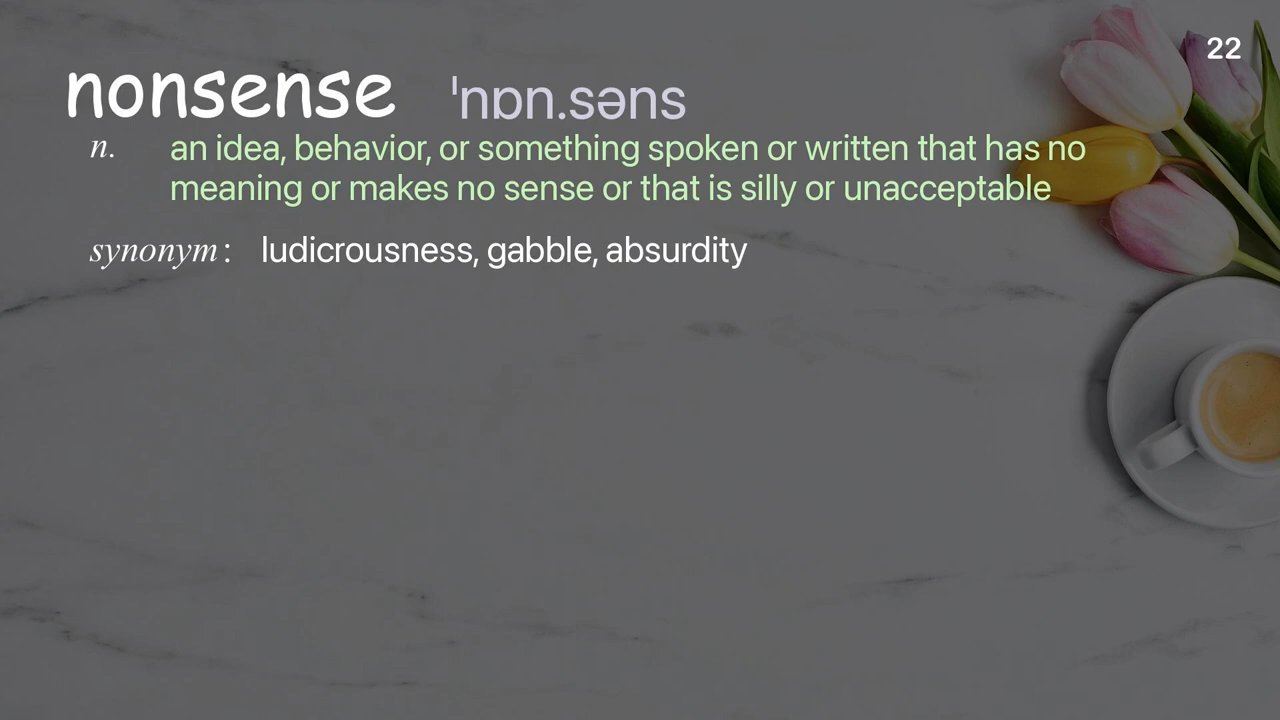 22
nonsense ˈnɒn.səns
n. an idea, behavior, or something spoken or written that has no
meaning or makes no sense or that is silly or unacceptable
synonym : ludicrousness, gabble, absurdity